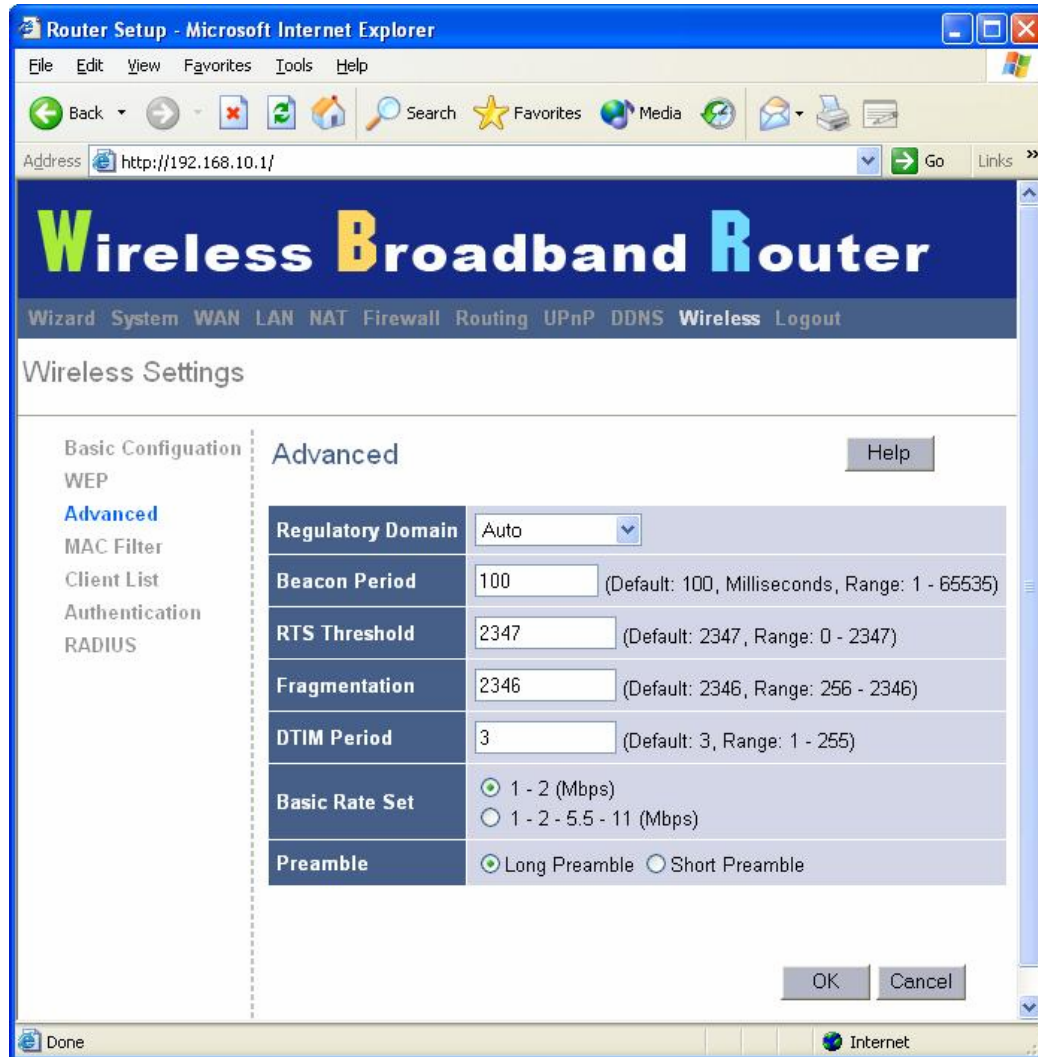 Router Setup - Microsoft Internet Explorer
File Edit View Favorites Tools Help
Back Search Favorites Media
Address http://192.168.10.1/ Go Links »
Wireless Broadband Router
Wizard System WAN LAN NAT Firewall Routing UPnP DDNS Wireless Logout
Wireless Settings
Basic Configuation
WEP
Advanced
MAC Filter
Client List
Authentication
RADIUS
Advanced Help
Regulatory Domain Auto
Beacon Period 100 (Default: 100, Milliseconds, Range: 1 - 65535)
RTS Threshold 2347 (Default: 2347, Range: 0 - 2347)
Fragmentation 2346 (Default: 2346, Range: 256 - 2346)
DTIM Period 3 (Default: 3, Range: 1 - 255)
Basic Rate Set 1 - 2 (Mbps)
1 - 2 - 5.5 - 11 (Mbps)
Preamble Long Preamble Short Preamble
OK Cancel
Done Internet